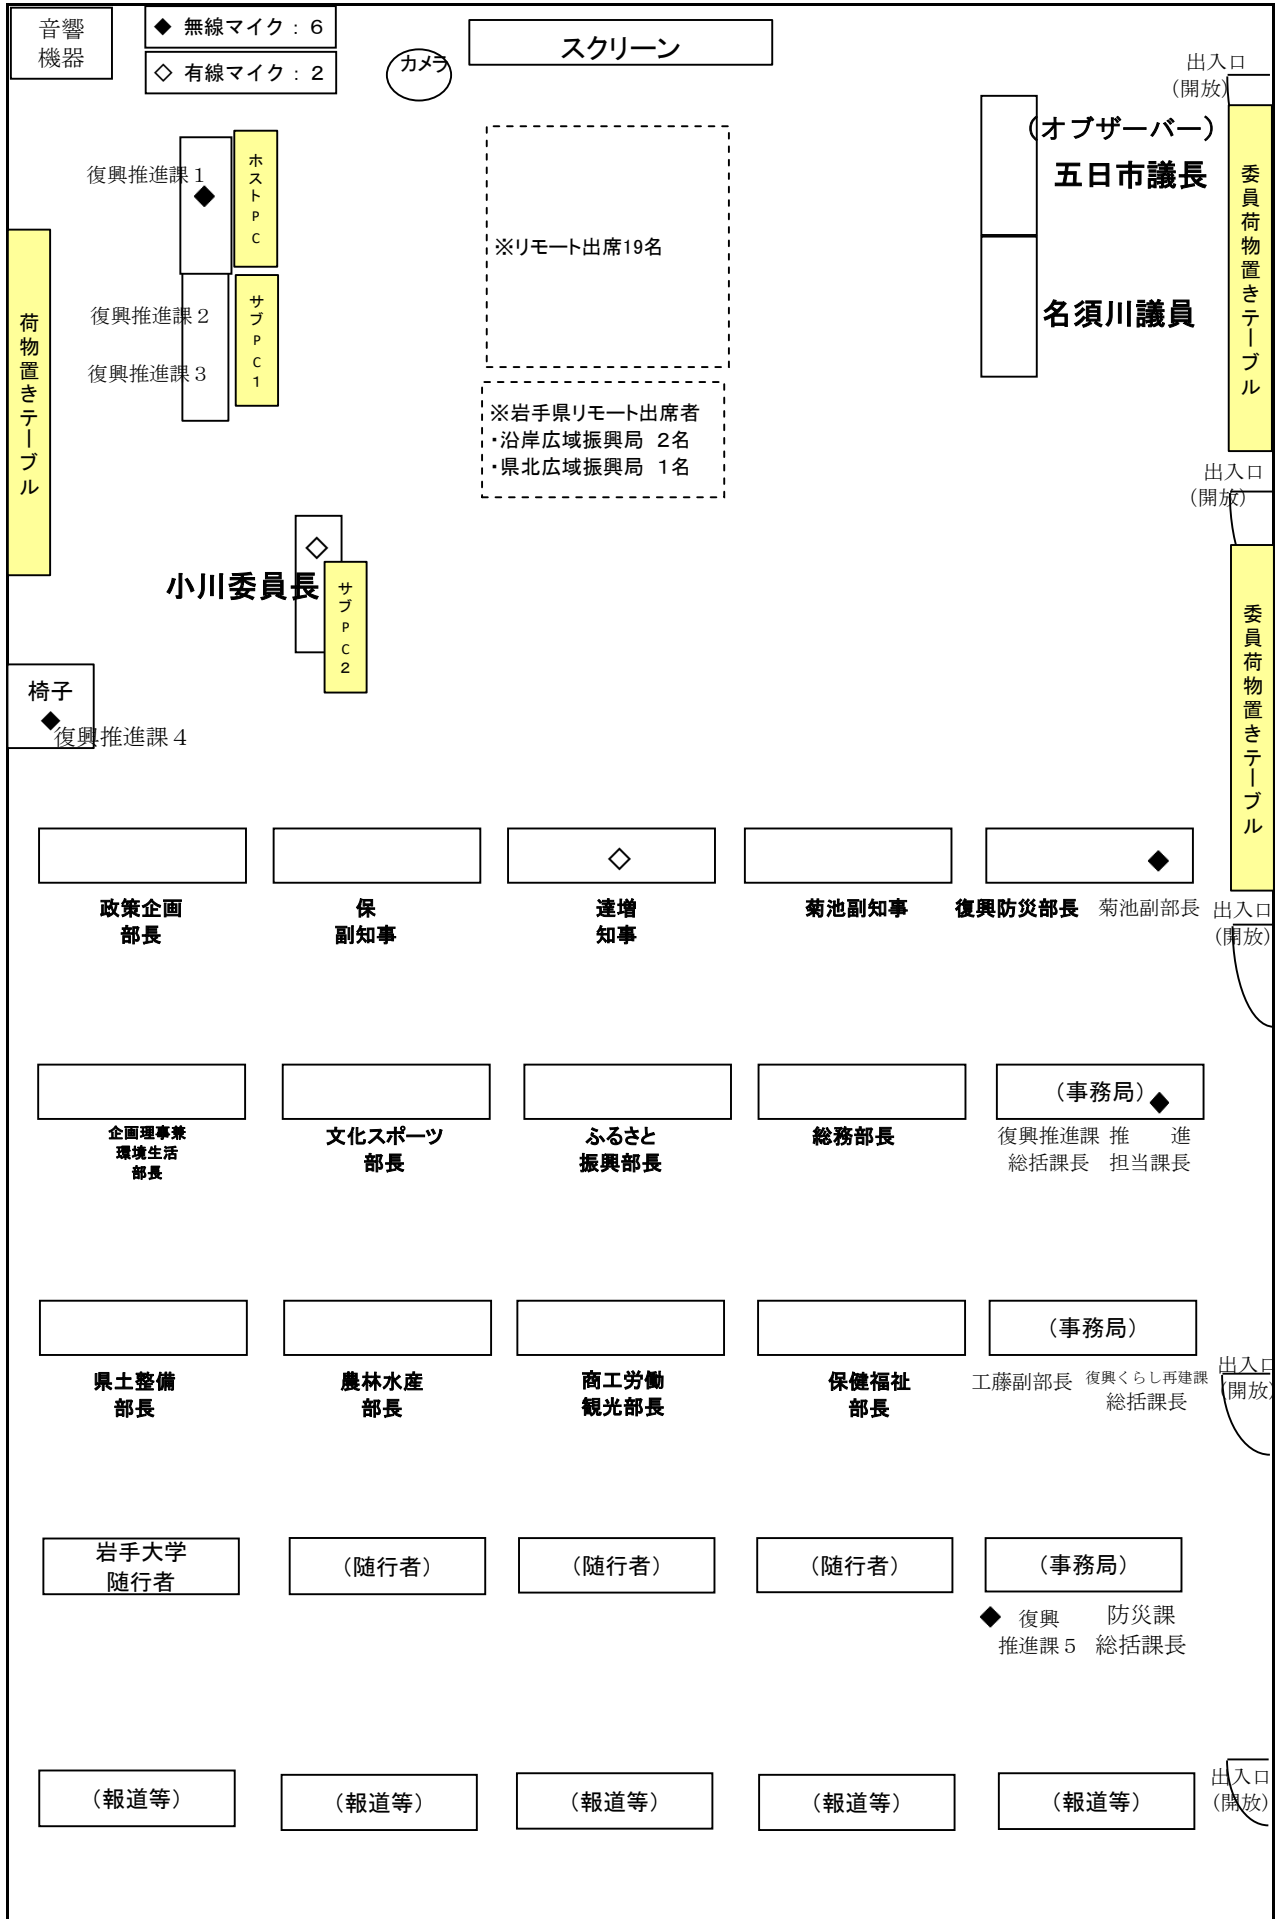 音響
機器
◆ 無線マイク：６
◇ 有線マイク：２
カメラ
スクリーン
出入口
（開放）
（オブザーバー）
五日市議長
委員荷物置きテーブル
復興推進課１
ホストＰＣ
※リモート出席19名
名須川議員
荷物置きテーブル
復興推進課２
復興推進課３
サブＰＣ１
※岩手県リモート出席者
・沿岸広域振興局　２名
・県北広域振興局　１名
出入口
（開放）
小川委員長
サブＰＣ２
委員荷物置きテーブル
椅子
復興推進課４
政策企画
部長
保
副知事
達増
知事
菊池副知事
復興防災部長
菊池副部長
出入口
（開放）
（事務局）
企画理事兼
環境生活
部長
文化スポーツ
部長
ふるさと
振興部長
総務部長
復興推進課
総括課長
推　　進
担当課長
（事務局）
県土整備
部長
農林水産
部長
商工労働
観光部長
保健福祉
部長
工藤副部長
復興くらし再建課
総括課長
出入口
（開放）
岩手大学
随行者
（随行者）
（随行者）
（随行者）
（事務局）
◆ 復興
推進課５
防災課
総括課長
（報道等）
（報道等）
（報道等）
（報道等）
（報道等）
出入口
（開放）